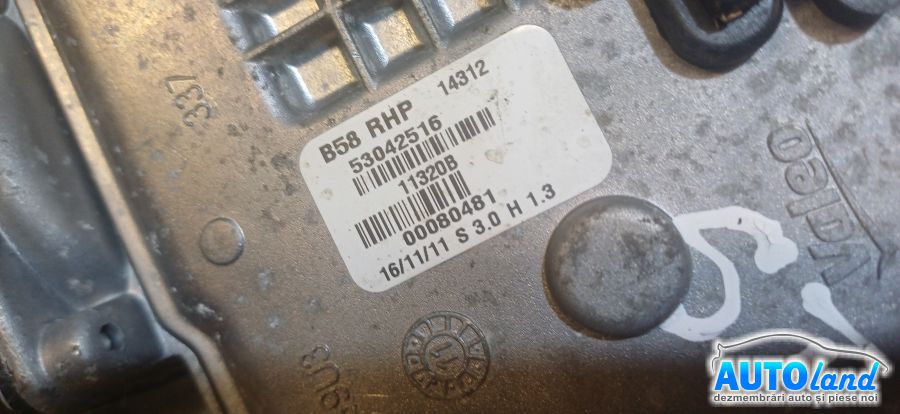 B58 RHP 14312
53042516
11320B
00080481
16/11/11 S 3.0 H 1.3
337
Valeo
11
AUTOland
dezmembrări auto și piese noi